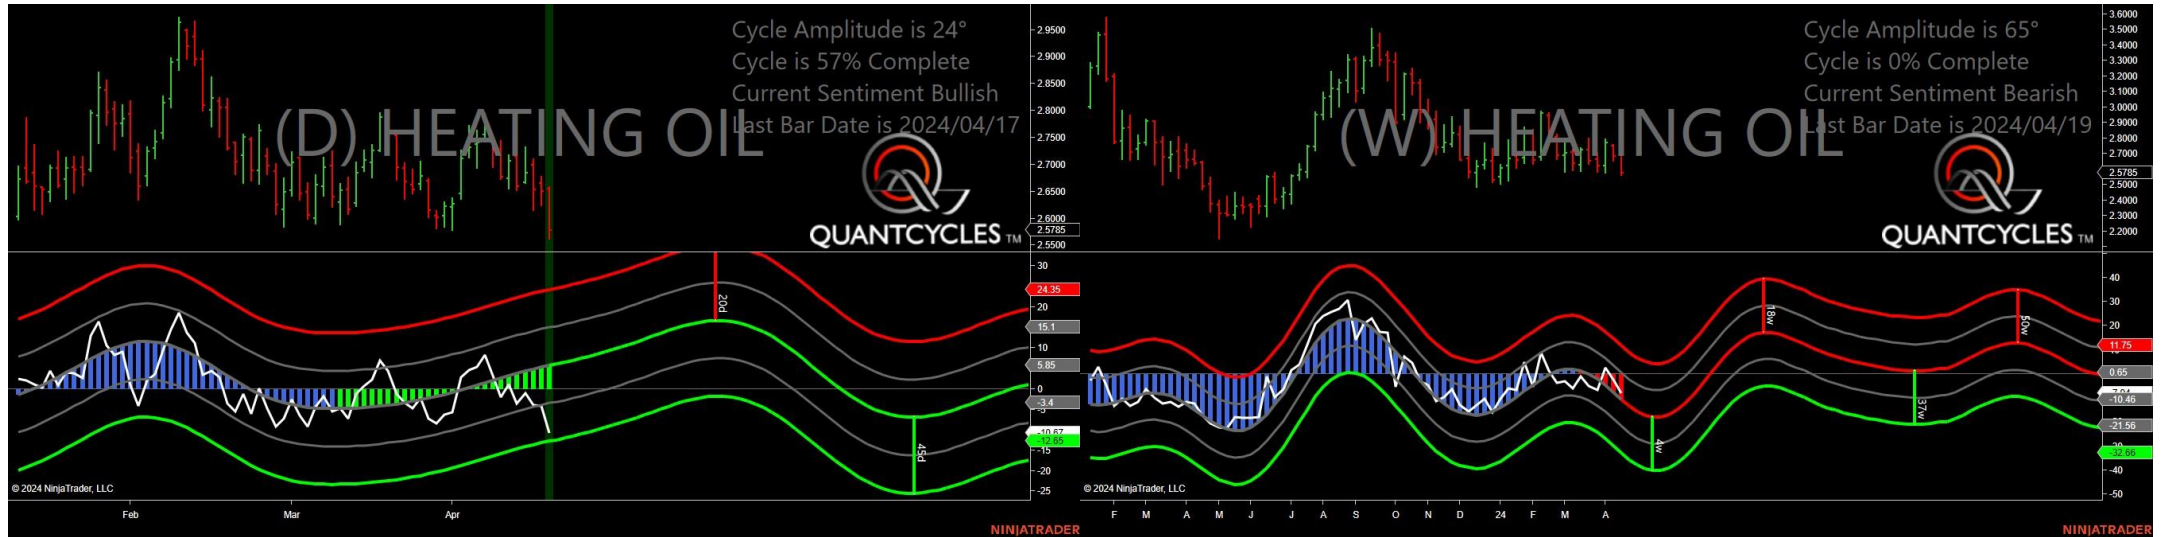 Cycle Amplitude is 24°
Cycle is 57% Complete
Current Sentiment Bullish
Last Bar Date is 2024/04/17
(D) HEATING OIL
QUANTCYCLES TM
2.9500
2.9000
2.8500
2.8000
2.7500
2.7000
2.6500
2.6000
2.5785
2.5500
20d
45d
30
24.35
20
15.1
10
5.85
0
-3.4
-5
-10.67
-12.65
-15
-20
-25
© 2024 NinjaTrader, LLC
Feb
Mar
Apr
NINJATRADER
Cycle Amplitude is 65°
Cycle is 0% Complete
Current Sentiment Bearish
Last Bar Date is 2024/04/19
(W) HEATING OIL
QUANTCYCLES TM
3.6000
3.5000
3.4000
3.3000
3.2000
3.1000
3.0000
2.9000
2.8000
2.7000
2.5785
2.5000
2.4000
2.3000
2.2000
18w
50w
37w
4w
40
30
20
11.75
0.65
-7.94
-10.46
-21.56
-32.66
-40
-50
© 2024 NinjaTrader, LLC
F M A M J J A S O N D 24 F M A
NINJATRADER